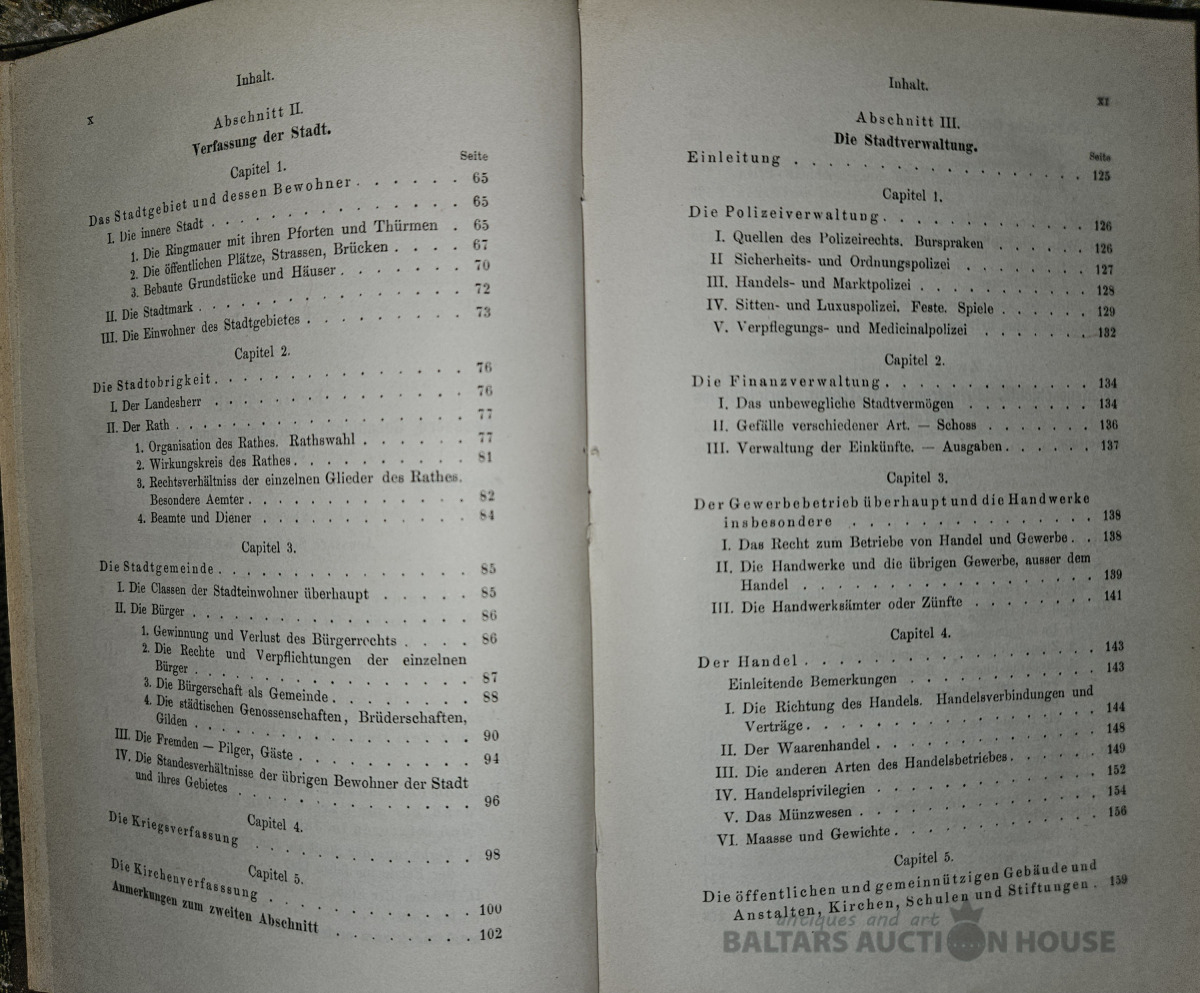 Inhalt.
X
Abschnitt II.
Verfassung der Stadt.
Seite
Capitel 1.
Das Stadtgebiet und dessen Bewohner . . . . . . 65
I. Die innere Stadt . . . . . . . . . . . . . 65
1. Die Ringmauer mit ihren Pforten und Thürmen . 65
2. Die öffentlichen Plätze, Strassen, Brücken . . . . 67
3. Bebaute Grundstücke und Häuser . . . . . . . 70
II. Die Stadtmark . . . . . . . . . . . . . . 72
III. Die Einwohner des Stadtgebietes . . . . . . . . 73
Capitel 2.
Die Stadtobrigkeit . . . . . . . . . . . . . . 76
I. Der Landesherr . . . . . . . . . . . . . 76
II. Der Rath . . . . . . . . . . . . . . . 77
1. Organisation des Rathes. Rathswahl . . . . . . 77
2. Wirkungskreis des Rathes . . . . . . . . . . 81
3. Rechtsverhältniss der einzelnen Glieder des Rathes.
Besondere Aemter . . . . . . . . . . . . 82
4. Beamte und Diener . . . . . . . . . . . 84
Capitel 3.
Die Stadtgemeinde . . . . . . . . . . . . . . 85
I. Die Classen der Stadteinwohner überhaupt . . . . . 85
II. Die Bürger . . . . . . . . . . . . . . 86
1. Gewinnung und Verlust des Bürgerrechts . . . . 86
2. Die Rechte und Verpflichtungen der einzelnen
Bürger . . . . . . . . . . . . . . . 87
3. Die Bürgerschaft als Gemeinde . . . . . . . . 88
4. Die städtischen Genossenschaften, Brüderschaften,
Gilden . . . . . . . . . . . . . . . 90
III. Die Fremden — Pilger, Gäste . . . . . . . . . 94
IV. Die Standesverhältnisse der übrigen Bewohner der Stadt
und ihres Gebietes . . . . . . . . . . . . 96
Capitel 4.
Die Kriegsverfassung . . . . . . . . . . . . 98
Capitel 5.
Die Kirchenverfasssung . . . . . . . . . . . 100
Anmerkungen zum zweiten Abschnitt . . . . . . . 102
Inhalt.
XI
Abschnitt III.
Die Stadtverwaltung.
Seite
Einleitung . . . . . . . . . . . . . . . . 125
Capitel 1.
Die Polizeiverwaltung . . . . . . . . . . . . 126
I. Quellen des Polizeirechts. Burspraken . . . . . . 126
II Sicherheits- und Ordnungspolizei . . . . . . . . 127
III. Handels- und Marktpolizei . . . . . . . . . . 128
IV. Sitten- und Luxuspolizei. Feste. Spiele . . . . . . 129
V. Verpflegungs- und Medicinalpolizei . . . . . . . 132
Capitel 2.
Die Finanzverwaltung . . . . . . . . . . . . 134
I. Das unbewegliche Stadtvermögen . . . . . . . . 134
II. Gefälle verschiedener Art. — Schoss . . . . . . . 136
III. Verwaltung der Einkünfte. — Ausgaben . . . . . . 137
Capitel 3.
Der Gewerbebetrieb überhaupt und die Handwerke
insbesondere . . . . . . . . . . . . . . 138
I. Das Recht zum Betriebe von Handel und Gewerbe . . 138
II. Die Handwerke und die übrigen Gewerbe, ausser dem
Handel . . . . . . . . . . . . . . . 139
III. Die Handwerksämter oder Zünfte . . . . . . . . 141
Capitel 4.
Der Handel . . . . . . . . . . . . . . . . 143
Einleitende Bemerkungen . . . . . . . . . . . 143
I. Die Richtung des Handels. Handelsverbindungen und
Verträge . . . . . . . . . . . . . . . 144
II. Der Waarenhandel . . . . . . . . . . . . . 148
III. Die anderen Arten des Handelsbetriebes . . . . . . 149
IV. Handelsprivilegien . . . . . . . . . . . . . 152
V. Das Münzwesen . . . . . . . . . . . . . 154
VI. Maasse und Gewichte . . . . . . . . . . . . 156
Capitel 5.
Die öffentlichen und gemeinnützigen Gebäude und
Anstalten, Kirchen, Schulen und Stiftungen . 159
antiques and art
BALTARS AUCTION HOUSE